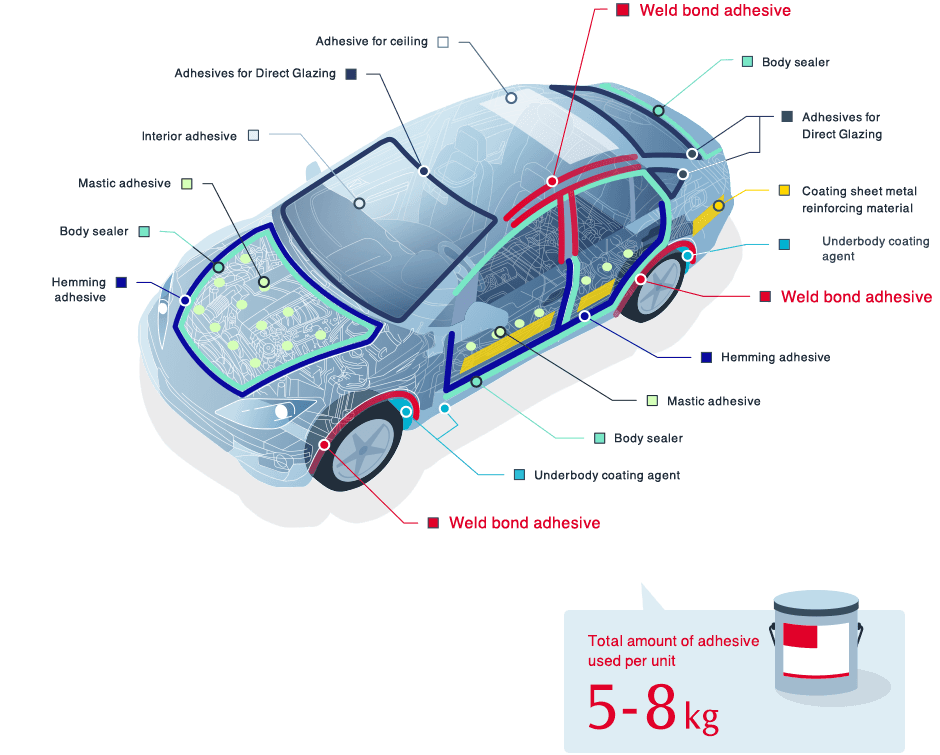 Weld bond adhesive
Adhesive for ceiling
Body sealer
Adhesives for Direct Glazing
Adhesives for
Direct Glazing
Interior adhesive
Mastic adhesive
Coating sheet metal
reinforcing material
Body sealer
Underbody coating
agent
Hemming
adhesive
Weld bond adhesive
Hemming adhesive
Mastic adhesive
Body sealer
Underbody coating agent
Weld bond adhesive
Total amount of adhesive
used per unit
5-8 kg